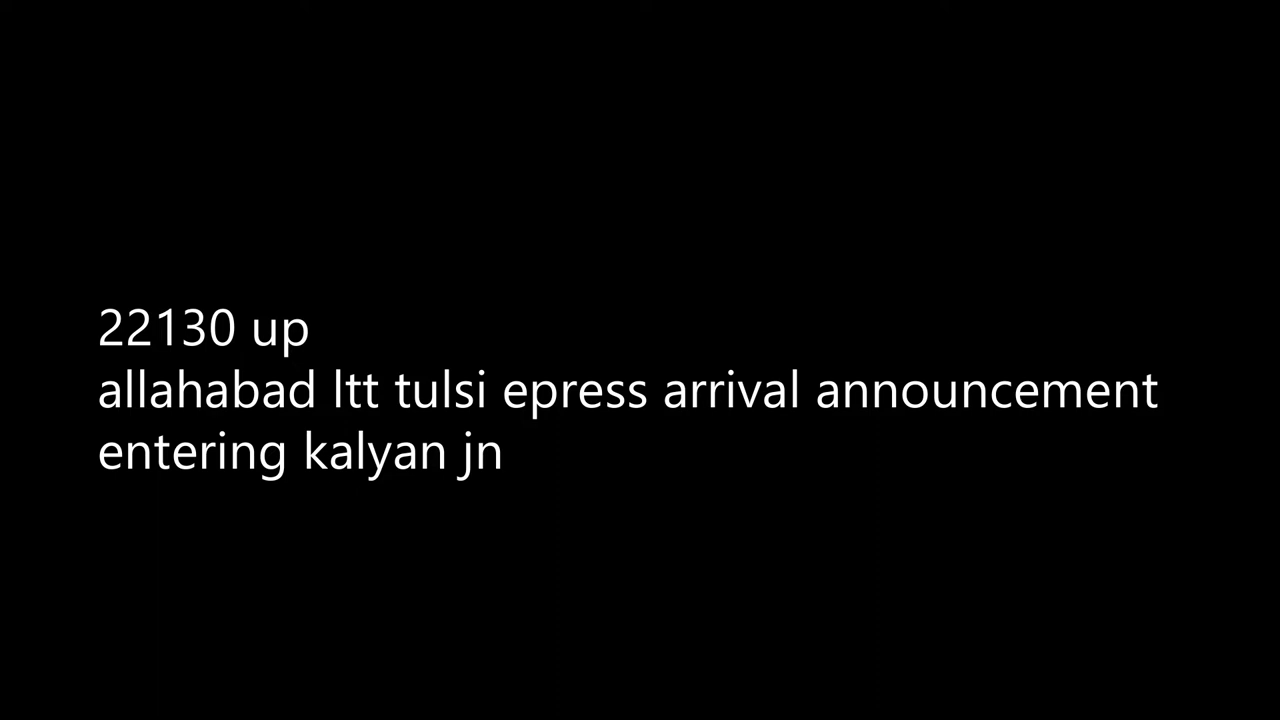 22130 up
allahabad ltt tulsi epress arrival announcement
entering kalyan jn